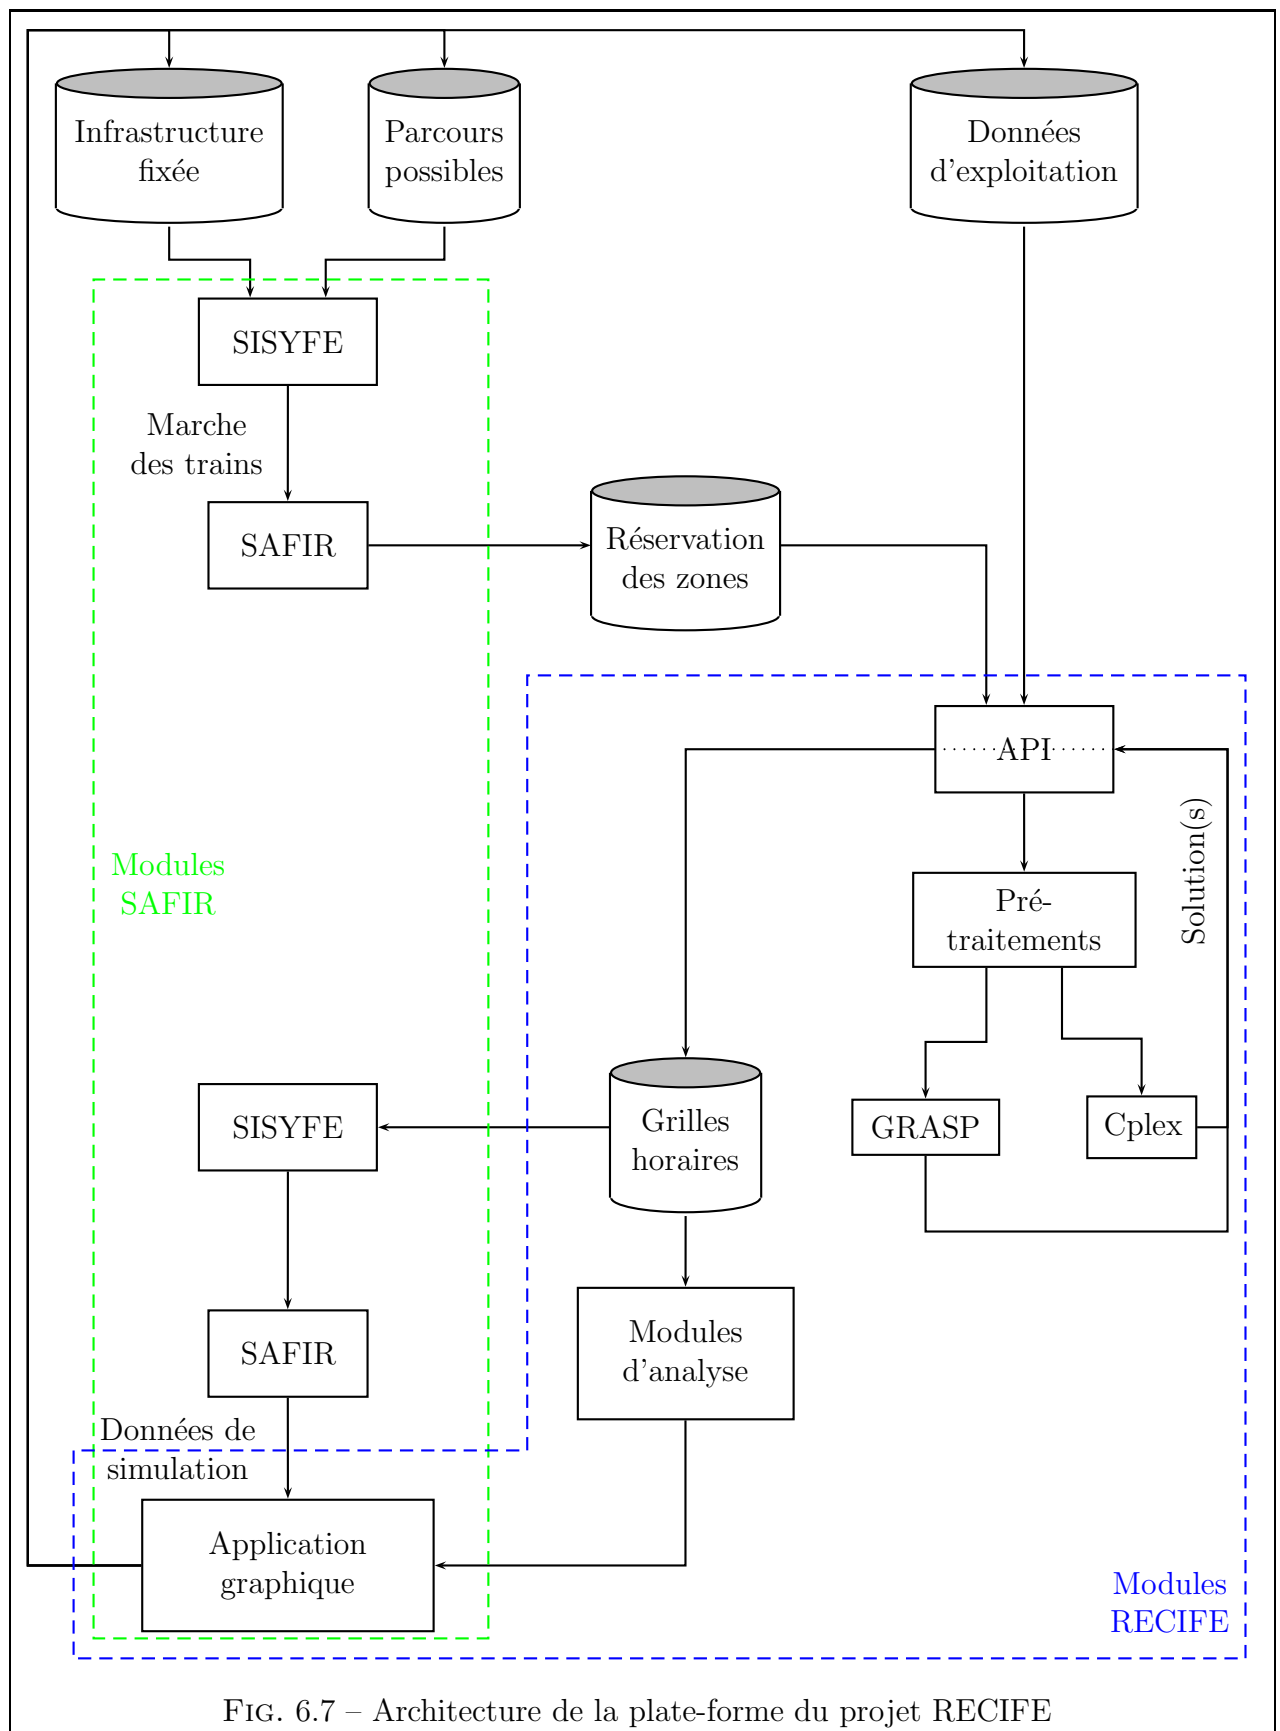 Infrastructure
fixée
Parcours
possibles
Données
d'exploitation
SISYFE
Marche
des trains
SAFIR
Réservation
des zones
API
Modules
SAFIR
Pré-
traitements
Solution(s)
SISYFE
Grilles
horaires
GRASP
Cplex
SAFIR
Modules
d'analyse
Données de
simulation
Application
graphique
Modules
RECIFE
FIG. 6.7 – Architecture de la plate-forme du projet RECIFE